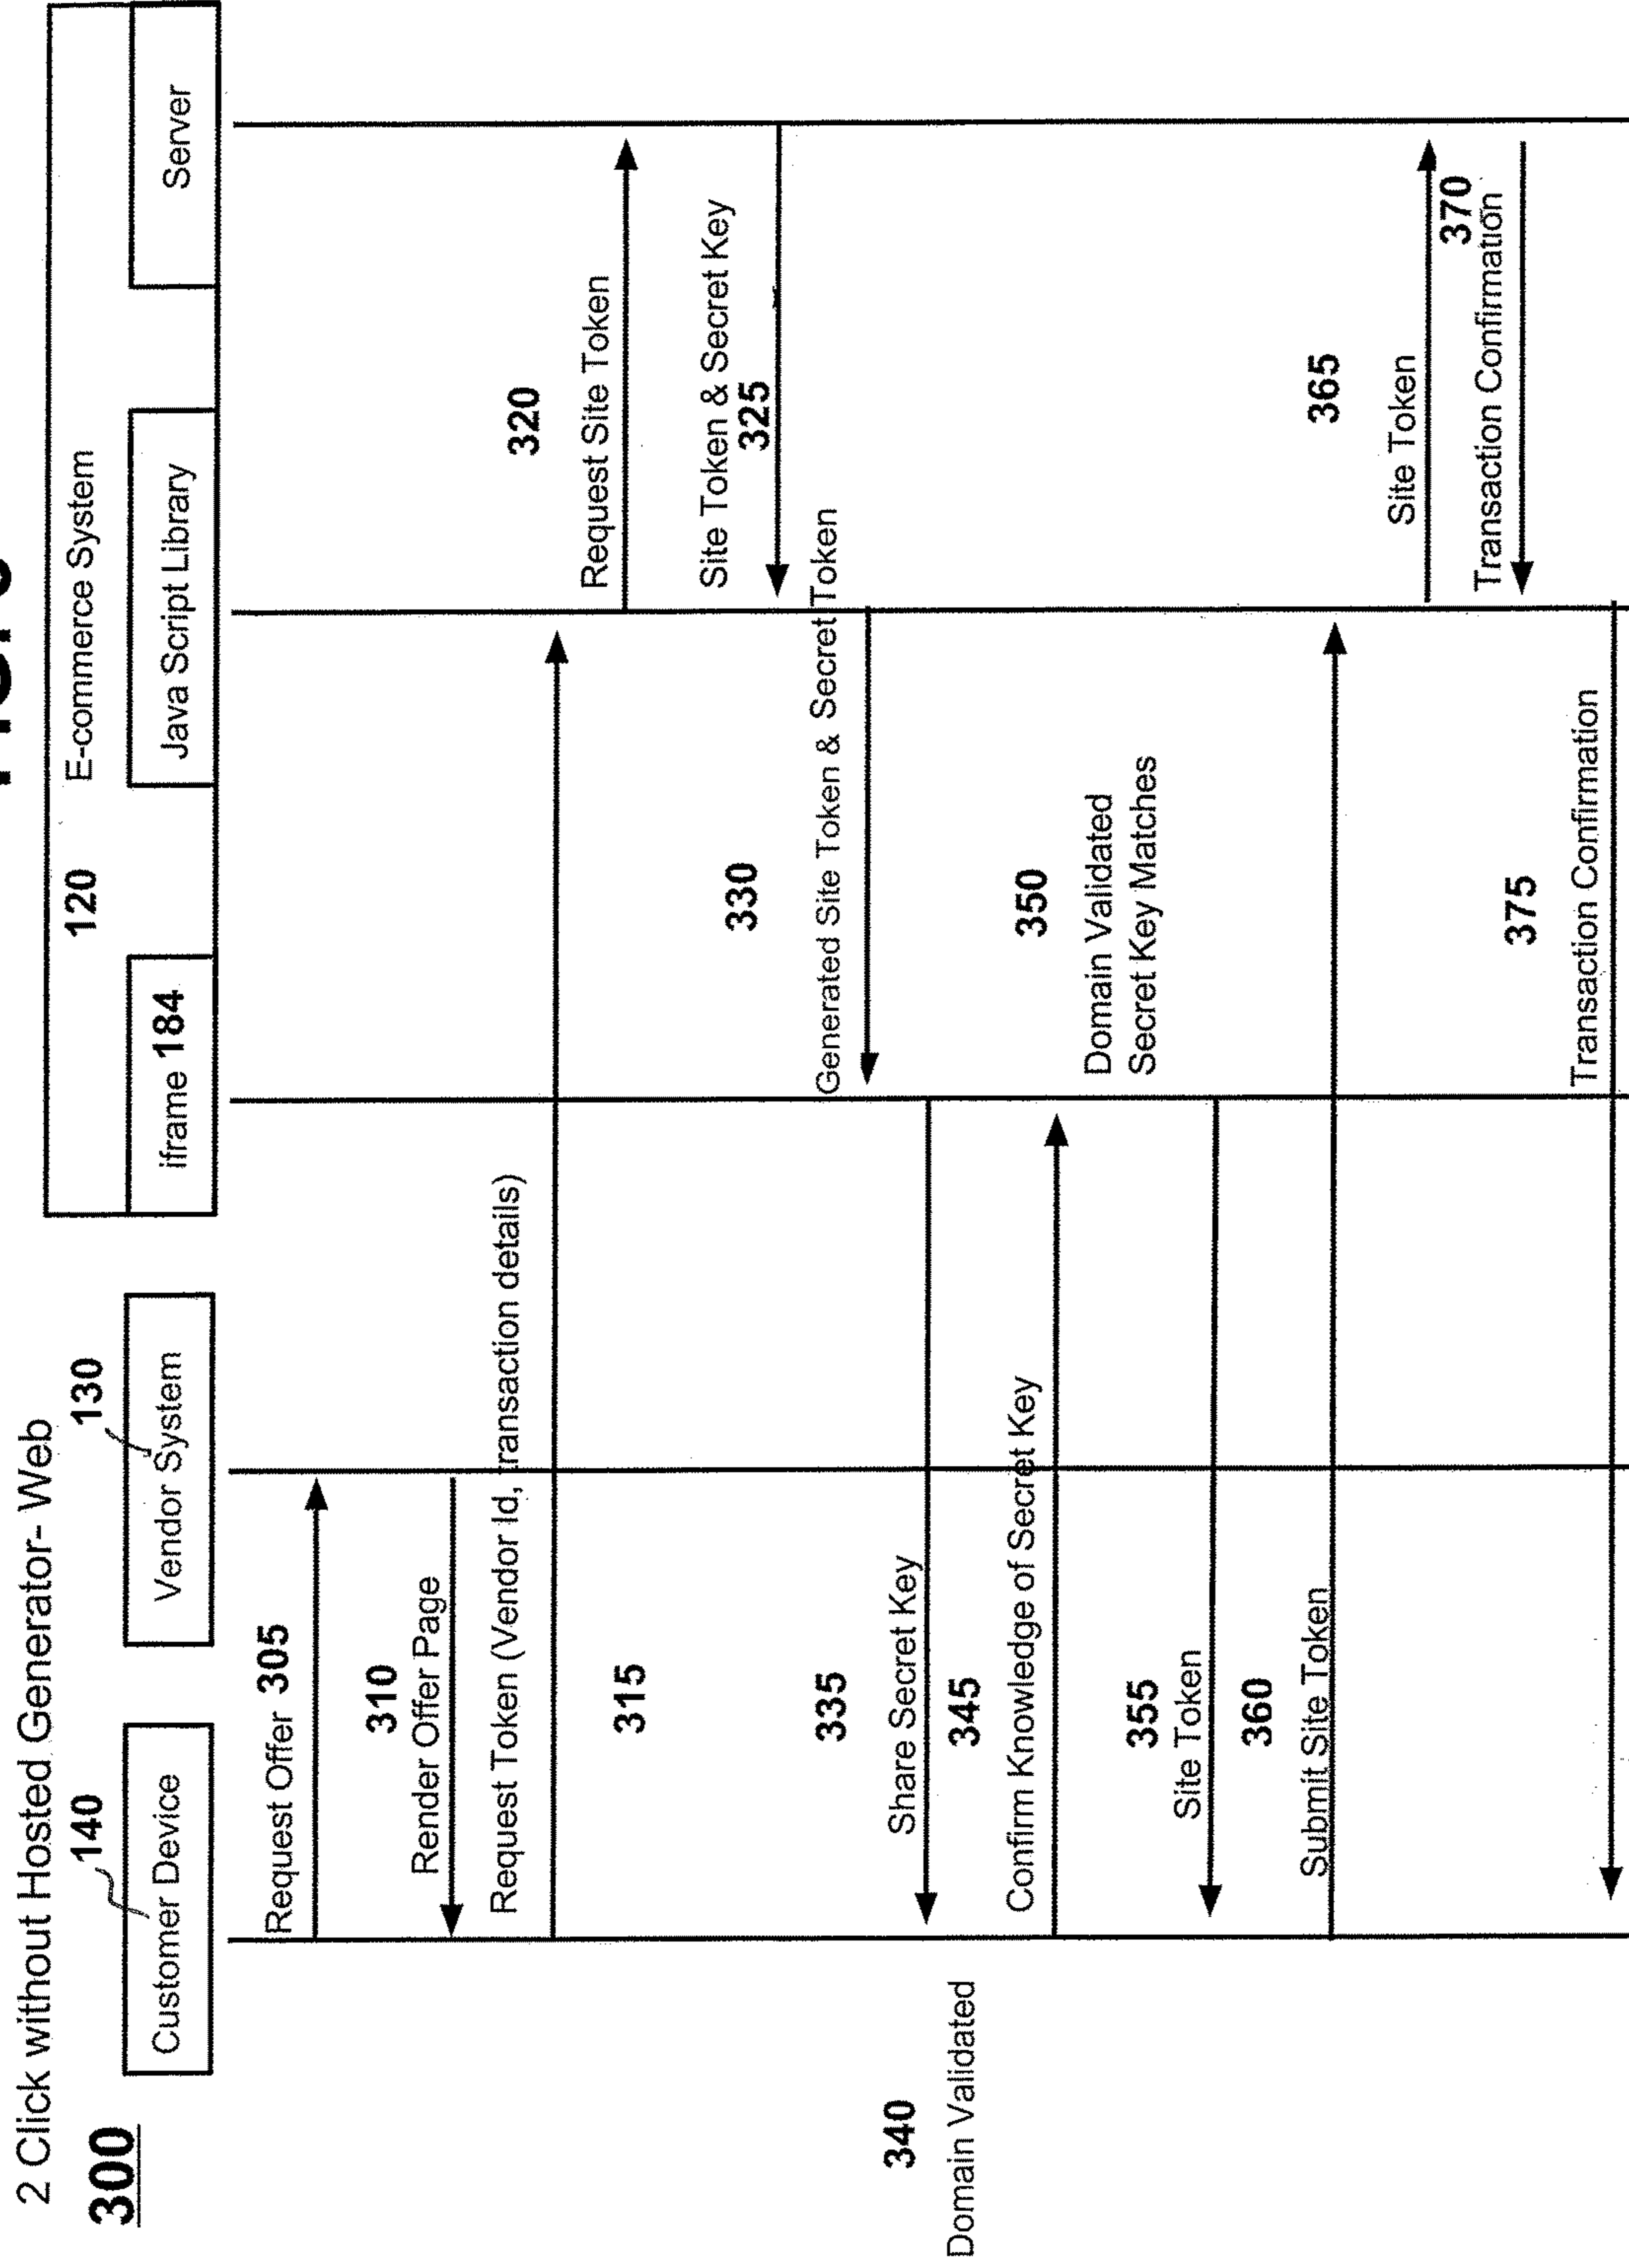 2 Click without Hosted Generator- Web
300
140
130
120 E-commerce System
Customer Device
Vendor System
iframe 184
Java Script Library
Server
Request Offer 305
310
Render Offer Page
Request Token (Vendor Id, transaction details)
315
320
Request Site Token
Site Token & Secret Key
325
330
Generated Site Token & Secret Token
335
Share Secret Key
340
Domain Validated
345
Confirm Knowledge of Secret Key
350
Domain Validated
Secret Key Matches
355
Site Token
360
Submit Site Token
365
Site Token
370
Transaction Confirmation
375
Transaction Confirmation